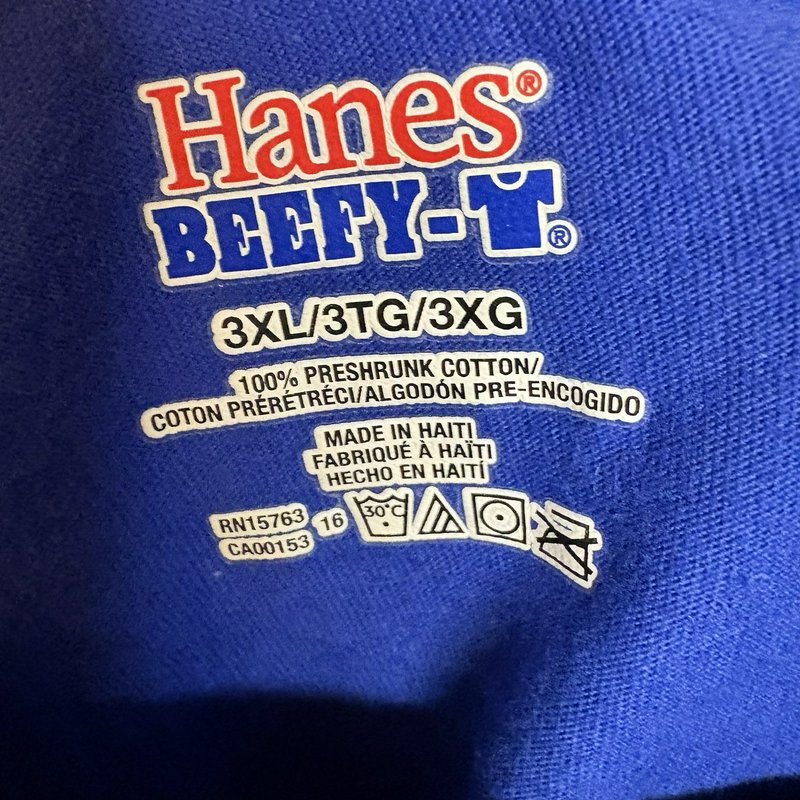 Hanes®
BEEFY-T®
3XL/3TG/3XG
100% PRESHRUNK COTTON/
COTON PRÉRÉTRÉCI/ALGODÓN PRE-ENCOGIDO
MADE IN HAITI
FABRIQUÉ À HAÏTI
HECHO EN HAITÍ
RN15763 16 30°C
CA00153